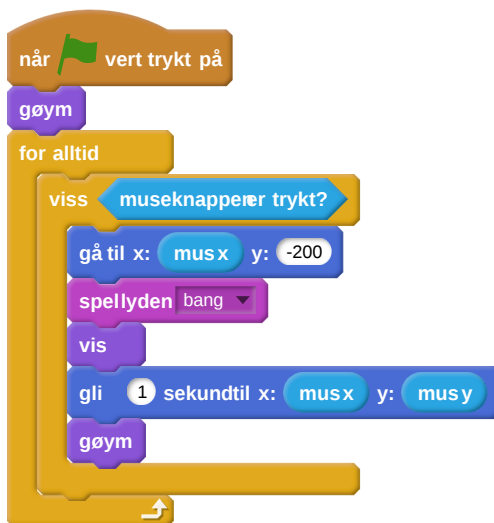 når vert trykt på
gøym
for alltid
viss museknappen er trykt?
gå til x: mus x y: -200
spel lyden bang
vis
gli 1 sekund til x: mus x y: mus y
gøym